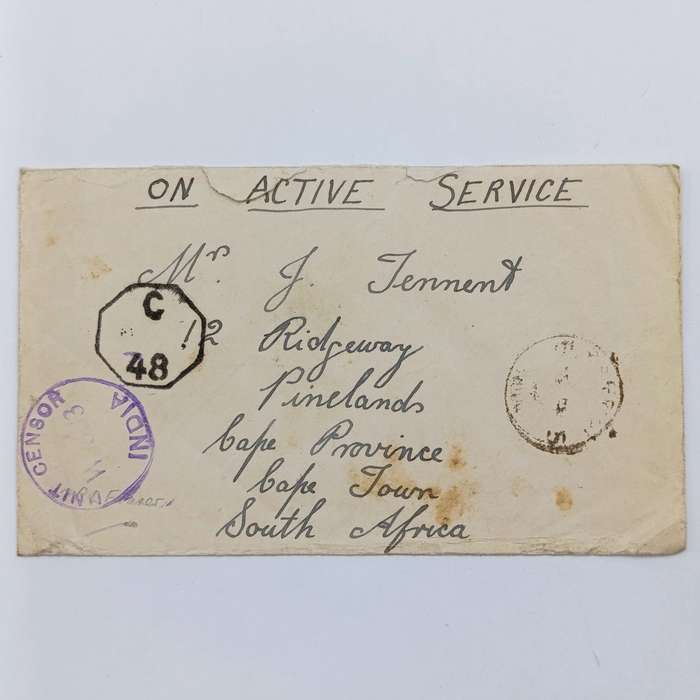 ON ACTIVE SERVICE
Mr. J. Tennent
12 Ridgeway
Pinelands
Cape Province
Cape Town
South Africa
C
48
CENSOR
INDIA